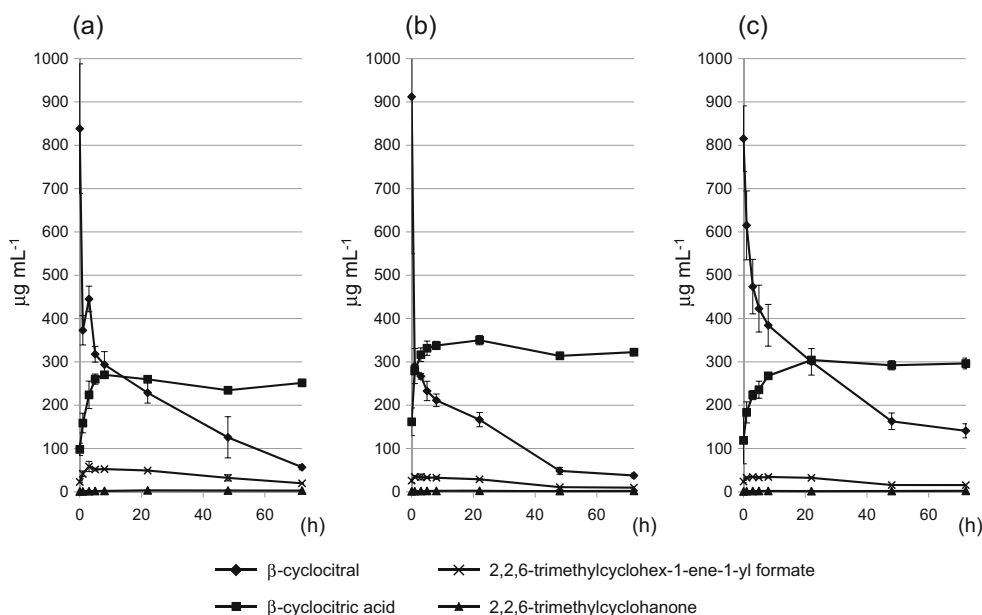 (a) (b) (c)
1000 1000 1000
900 900 900
800 800 800
700 700 700
600 600 600
500 500 500
400 400 400
300 300 300
200 200 200
100 100 100
0 0 0
µg mL-1 µg mL-1 µg mL-1
0 20 40 60 (h) 0 20 40 60 (h) 0 20 40 60 (h)
β-cyclocitral 2,2,6-trimethylcyclohex-1-ene-1-yl formate
β-cyclocitric acid 2,2,6-trimethylcyclohanone